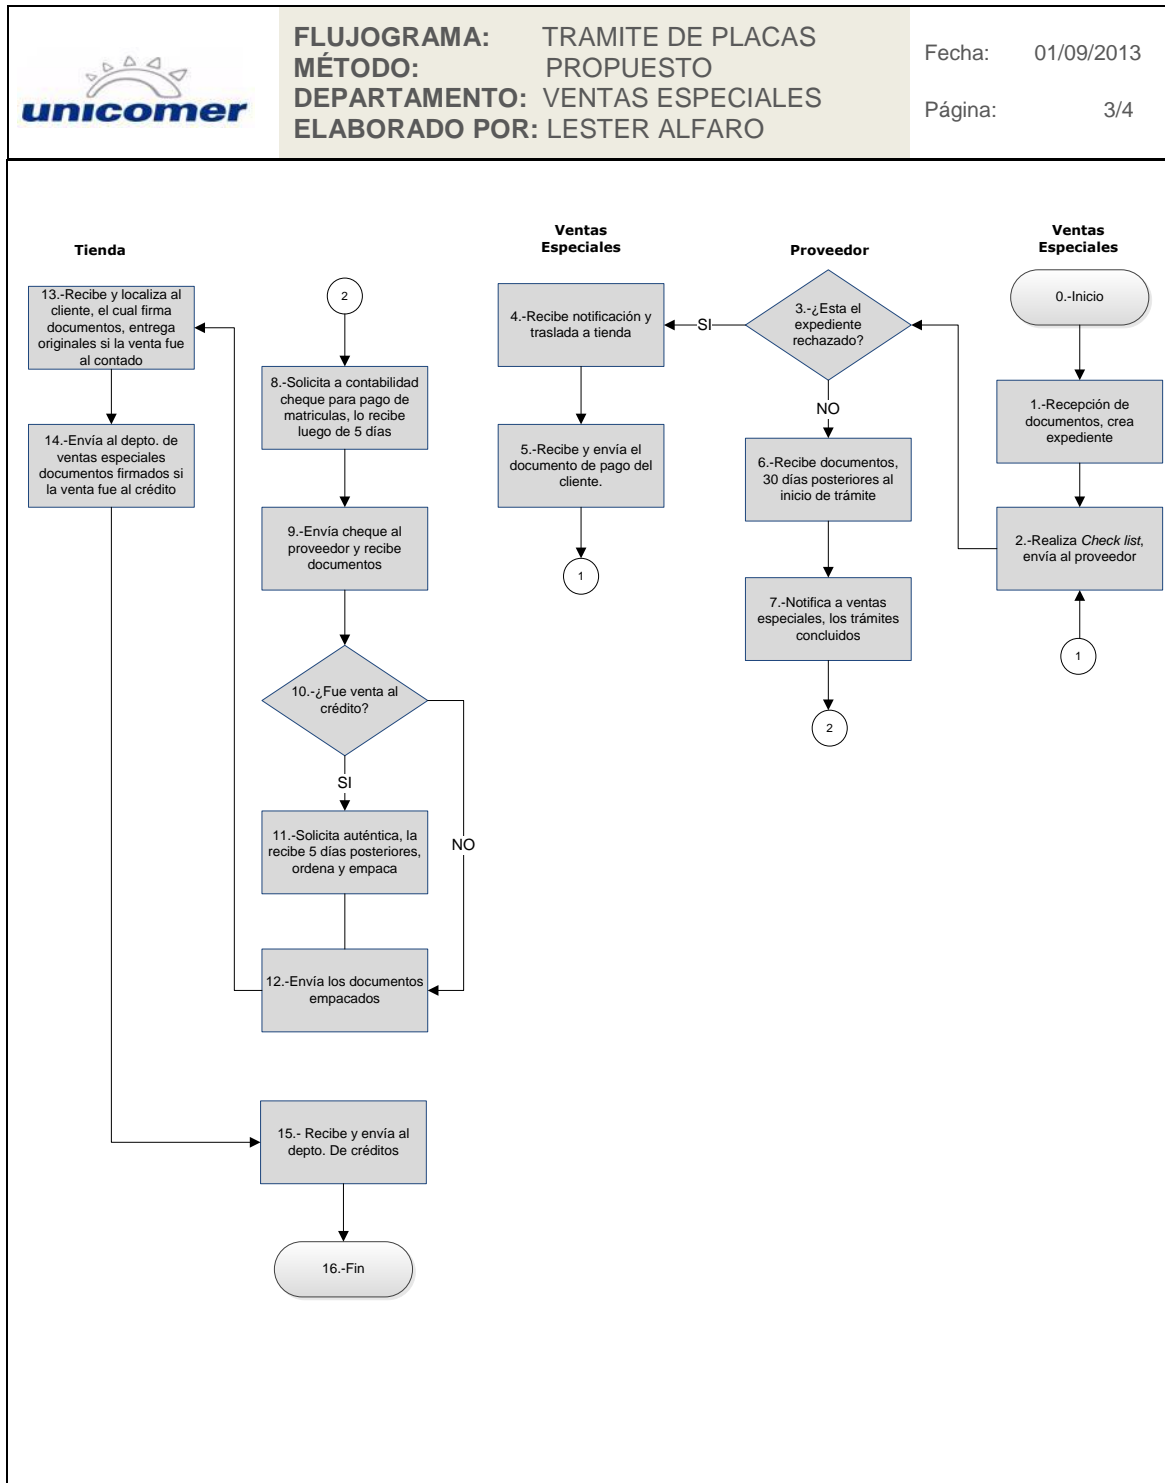 unicomer
FLUJOGRAMA: TRAMITE DE PLACAS
MÉTODO: PROPUESTO
DEPARTAMENTO: VENTAS ESPECIALES
ELABORADO POR: LESTER ALFARO
Fecha: 01/09/2013
Página: 3/4
Tienda
13.-Recibe y localiza al
cliente, el cual firma
documentos, entrega
originales si la venta fue
al contado
14.-Envía al depto. de
ventas especiales
documentos firmados si
la venta fue al crédito
2
8.-Solicita a contabilidad
cheque para pago de
matriculas, lo recibe
luego de 5 días
9.-Envía cheque al
proveedor y recibe
documentos
10.-¿Fue venta al
crédito?
SI
NO
11.-Solicita auténtica, la
recibe 5 días posteriores,
ordena y empaca
12.-Envía los documentos
empacados
15.- Recibe y envía al
depto. De créditos
16.-Fin
Ventas
Especiales
4.-Recibe notificación y
traslada a tienda
5.-Recibe y envía el
documento de pago del
cliente.
1
SI
Proveedor
3.-¿Esta el
expediente
rechazado?
NO
6.-Recibe documentos,
30 días posteriores al
inicio de trámite
7.-Notifica a ventas
especiales, los trámites
concluidos
2
Ventas
Especiales
0.-Inicio
1.-Recepción de
documentos, crea
expediente
2.-Realiza Check list,
envía al proveedor
1